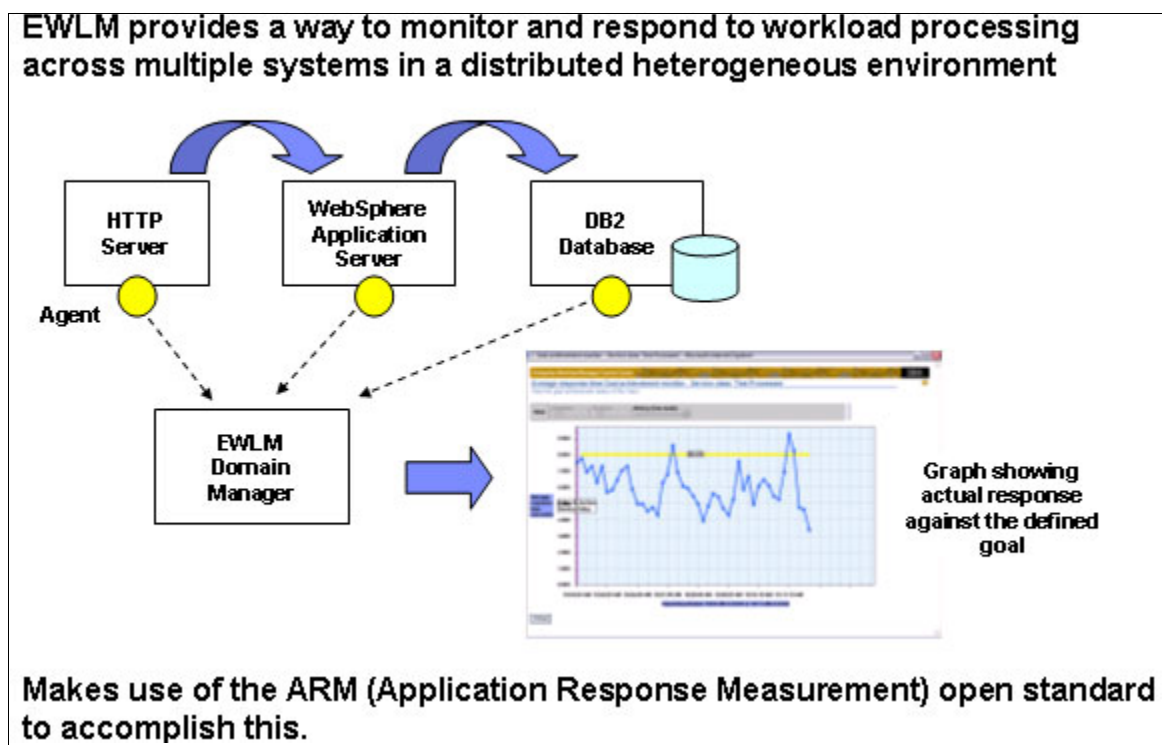 EWLM provides a way to monitor and respond to workload processing
across multiple systems in a distributed heterogeneous environment
HTTP
Server
WebSphere
Application
Server
DB2
Database
Agent
EWLM
Domain
Manager
Graph showing
actual response
against the defined
goal
Makes use of the ARM (Application Response Measurement) open standard
to accomplish this.